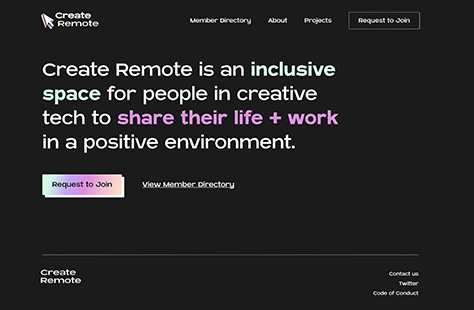 Create
Remote
Member Directory
About
Projects
Request to Join
Create Remote is an inclusive
space for people in creative
tech to share their life + work
in a positive environment.
Request to Join
View Member Directory
Create
Remote
Contact us
Twitter
Code of Conduct